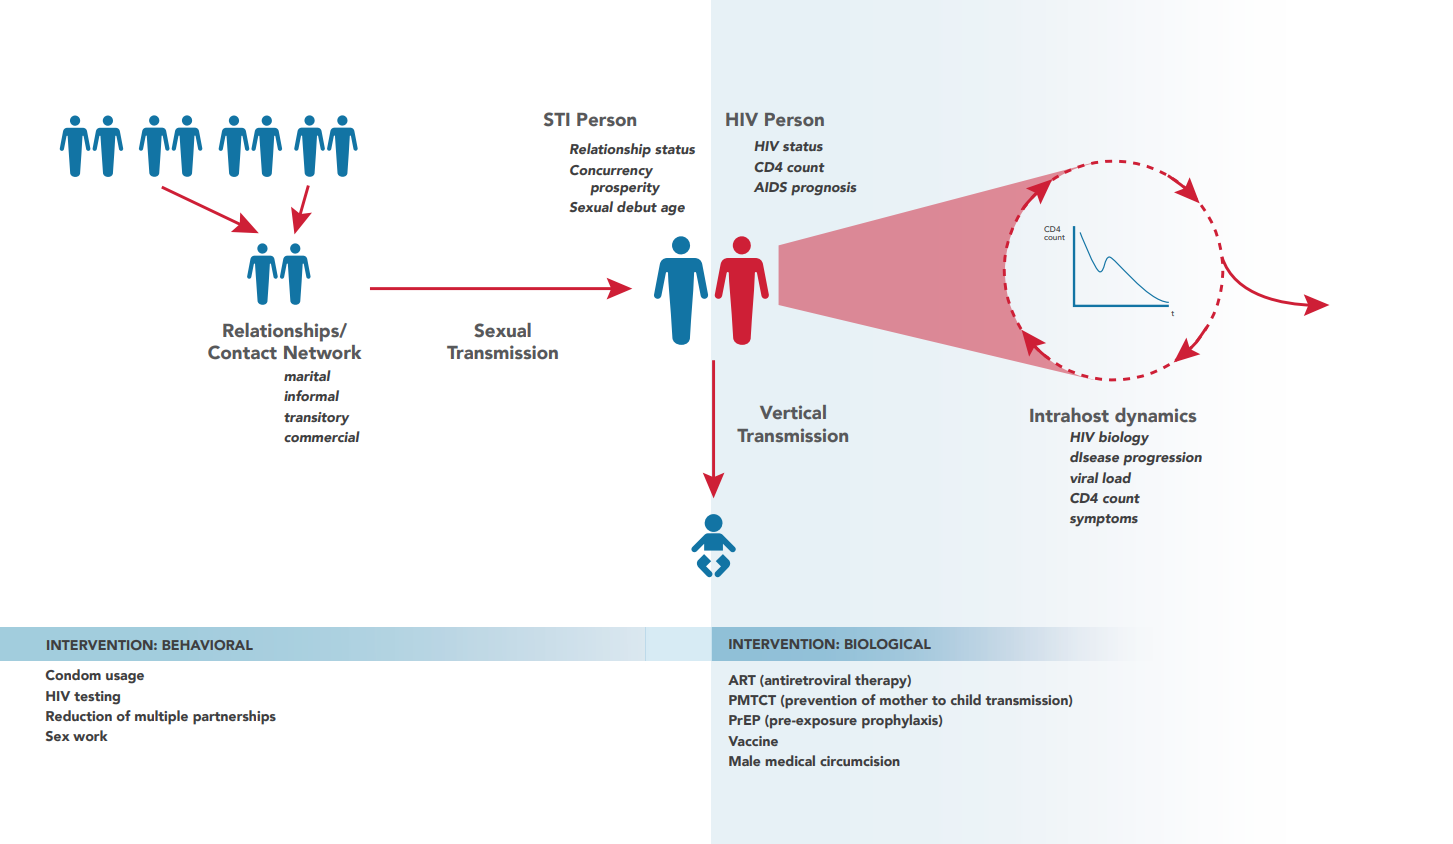 STI Person
Relationship status
Concurrency
prosperity
Sexual debut age
HIV Person
HIV status
CD4 count
AIDS prognosis
CD4
count
t
Relationships/
Contact Network
marital
informal
transitory
commercial
Sexual
Transmission
Vertical
Transmission
Intrahost dynamics
HIV biology
dIsease progression
viral load
CD4 count
symptoms
INTERVENTION: BEHAVIORAL
Condom usage
HIV testing
Reduction of multiple partnerships
Sex work
INTERVENTION: BIOLOGICAL
ART (antiretroviral therapy)
PMTCT (prevention of mother to child transmission)
PrEP (pre-exposure prophylaxis)
Vaccine
Male medical circumcision